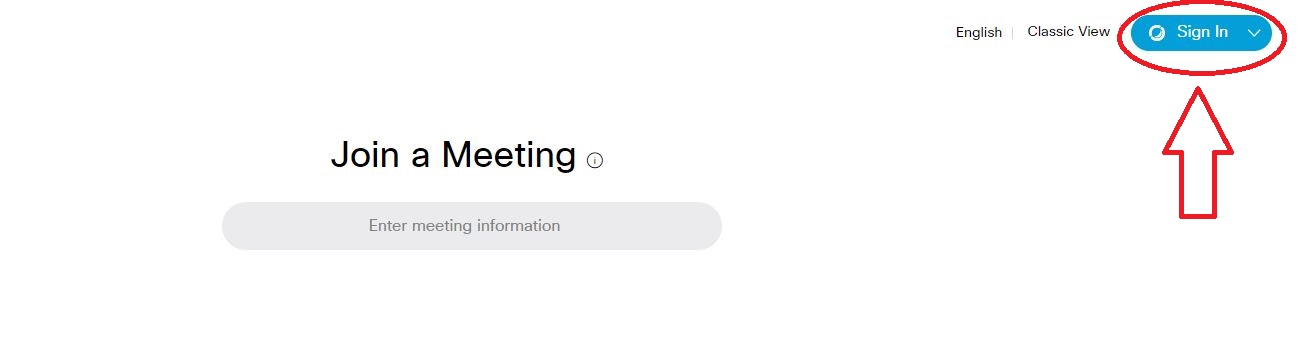 English
Classic View
Sign In
Join a Meeting
Enter meeting information